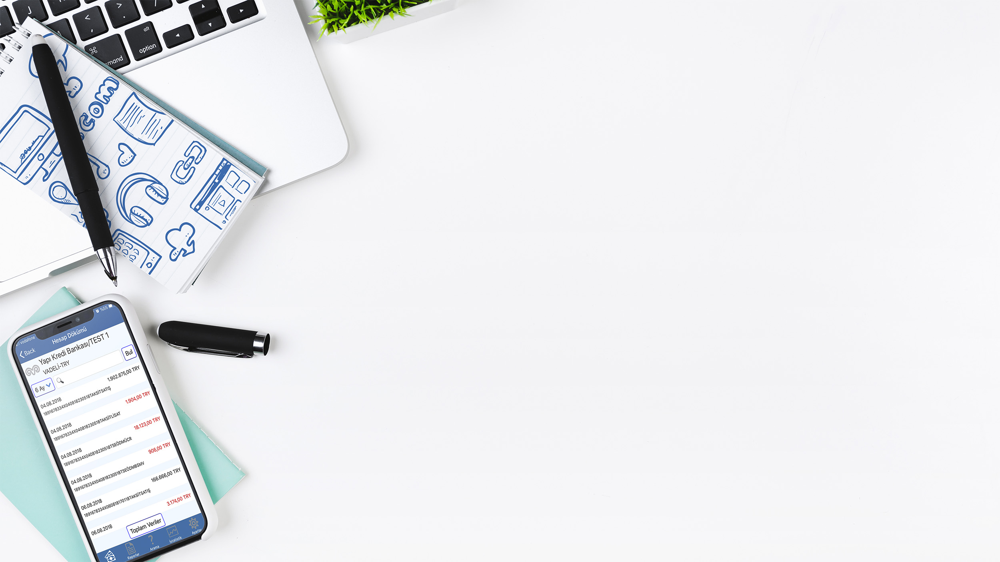 J
<
,
>
.
/
alt
option
⌘
mand
COM
vodafone
%55
Back
Hesap Dökümü
Yapı Kredi Bankası/TEST 1
VADELİ-TRY
6 Ay
Bul
1.902.875,00 TRY
04.08.2018
1891678334X040818230518TAKSİTSATIŞ
1.904,00 TRY
04.08.2018
1891678334X040818230518TAKSİTLİSAT
18.123,00 TRY
04.08.2018
1891678334X040818230518TSEÖDMÜCR
906,00 TRY
04.08.2018
1891678334X040818230518TSEÖDMBSMV
166.666,00 TRY
06.08.2018
1891678334X060818170118TAKSİTSATIŞ
3.174,00 TRY
06.08.2018
Toplam Veriler
Raporlar
?
Arama
İstatistik
Ayarlar